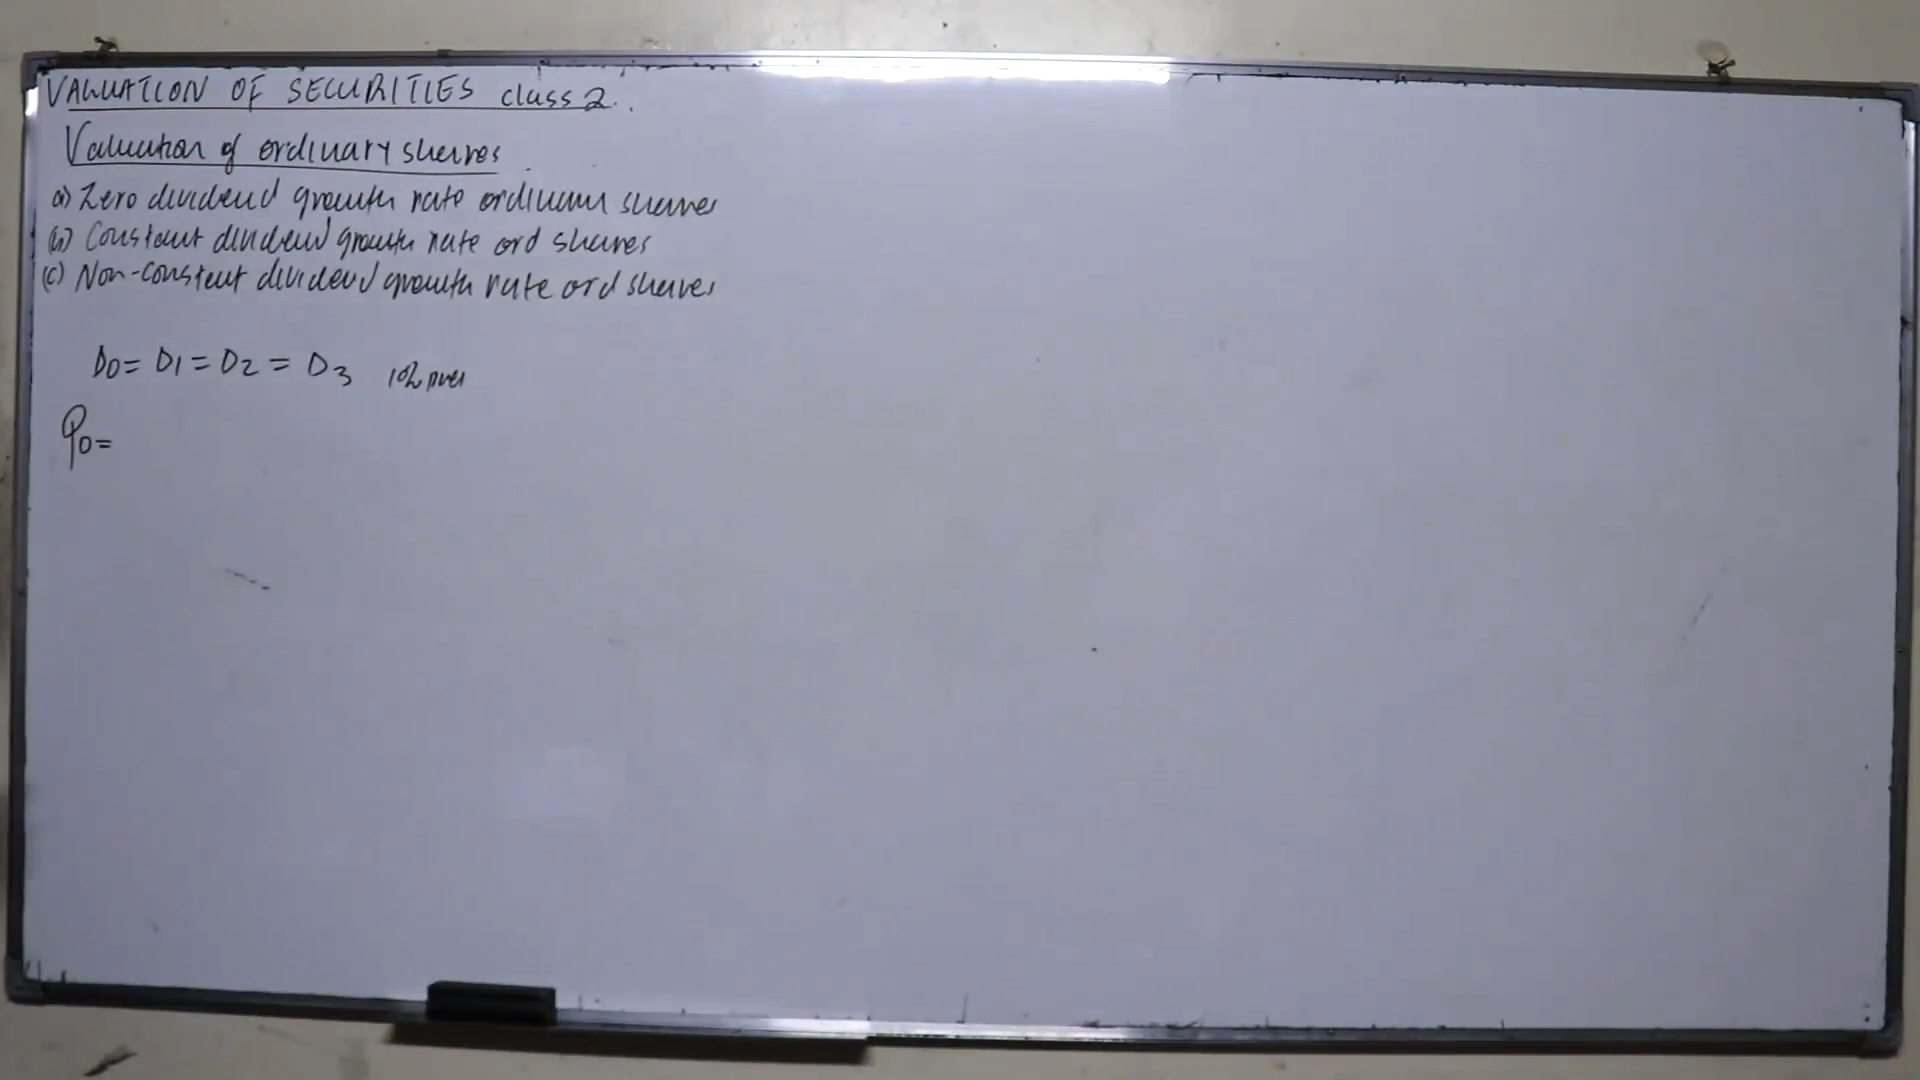 VALUATION OF SECURITIES class 2.
Valuation of ordinary shares
a) Zero dividend growth rate ordinary shares
(b) Constant dividend growth rate ord shares
(c) Non-constant dividend growth rate ord shares
D0 = D1 = D2 = D3
P0 =